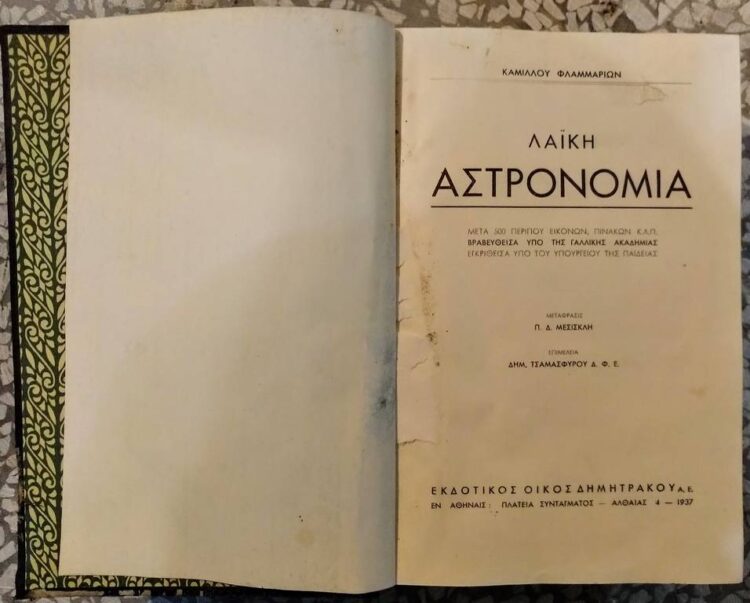 ΚΑΜΙΛΛΟΥ ΦΛΑΜΜΑΡΙΩΝ
ΛΑΪΚΗ
ΑΣΤΡΟΝΟΜΙΑ
ΜΕΤΑ 500 ΠΕΡΙΠΟΥ ΕΙΚΟΝΩΝ, ΠΙΝΑΚΩΝ Κ.Λ.Π.
ΒΡΑΒΕΥΘΕΙΣΑ ΥΠΟ ΤΗΣ ΓΑΛΛΙΚΗΣ ΑΚΑΔΗΜΙΑΣ
ΕΓΚΡΙΘΕΙΣΑ ΥΠΟ ΤΟΥ ΥΠΟΥΡΓΕΙΟΥ ΤΗΣ ΠΑΙΔΕΙΑΣ
ΜΕΤΑΦΡΑΣΙΣ
Π. Δ. ΜΕΣΙΣΚΛΗ
ΕΠΙΜΕΛΕΙΑ
ΔΗΜ. ΤΣΑΜΑΣΦΥΡΟΥ Δ. Φ. Ε.
ΕΚΔΟΤΙΚΟΣ ΟΙΚΟΣ ΔΗΜΗΤΡΑΚΟΥ Α. Ε.
ΕΝ ΑΘΗΝΑΙΣ: ΠΛΑΤΕΙΑ ΣΥΝΤΑΓΜΑΤΟΣ — ΑΛΘΑΙΑΣ 4 — 1937